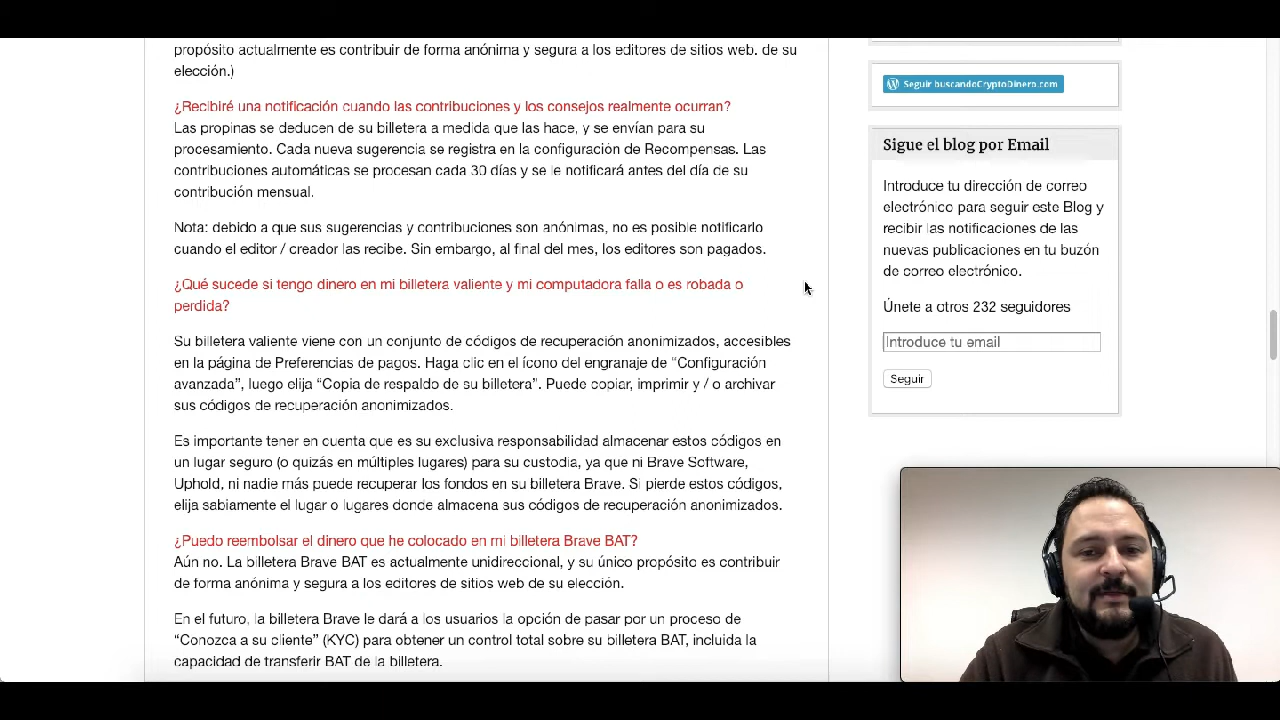 propósito actualmente es contribuir de forma anónima y segura a los editores de sitios web. de su
elección.)
¿Recibiré una notificación cuando las contribuciones y los consejos realmente ocurran?
Las propinas se deducen de su billetera a medida que las hace, y se envían para su
procesamiento. Cada nueva sugerencia se registra en la configuración de Recompensas. Las
contribuciones automáticas se procesan cada 30 días y se le notificará antes del día de su
contribución mensual.
Nota: debido a que sus sugerencias y contribuciones son anónimas, no es posible notificarlo
cuando el editor / creador las recibe. Sin embargo, al final del mes, los editores son pagados.
¿Qué sucede si tengo dinero en mi billetera valiente y mi computadora falla o es robada o
perdida?
Su billetera valiente viene con un conjunto de códigos de recuperación anonimizados, accesibles
en la página de Preferencias de pagos. Haga clic en el ícono del engranaje de “Configuración
avanzada”, luego elija “Copia de respaldo de su billetera”. Puede copiar, imprimir y / o archivar
sus códigos de recuperación anonimizados.
Es importante tener en cuenta que es su exclusiva responsabilidad almacenar estos códigos en
un lugar seguro (o quizás en múltiples lugares) para su custodia, ya que ni Brave Software,
Uphold, ni nadie más puede recuperar los fondos en su billetera Brave. Si pierde estos códigos,
elija sabiamente el lugar o lugares donde almacena sus códigos de recuperación anonimizados.
¿Puedo reembolsar el dinero que he colocado en mi billetera Brave BAT?
Aún no. La billetera Brave BAT es actualmente unidireccional, y su único propósito es contribuir
de forma anónima y segura a los editores de sitios web de su elección.
En el futuro, la billetera Brave le dará a los usuarios la opción de pasar por un proceso de
“Conozca a su cliente” (KYC) para obtener un control total sobre su billetera BAT, incluida la
capacidad de transferir BAT de la billetera.
Seguir buscandoCryptoDinero.com
Sigue el blog por Email
Introduce tu dirección de correo
electrónico para seguir este Blog y
recibir las notificaciones de las
nuevas publicaciones en tu buzón
de correo electrónico.
Únete a otros 232 seguidores
Introduce tu email
Seguir